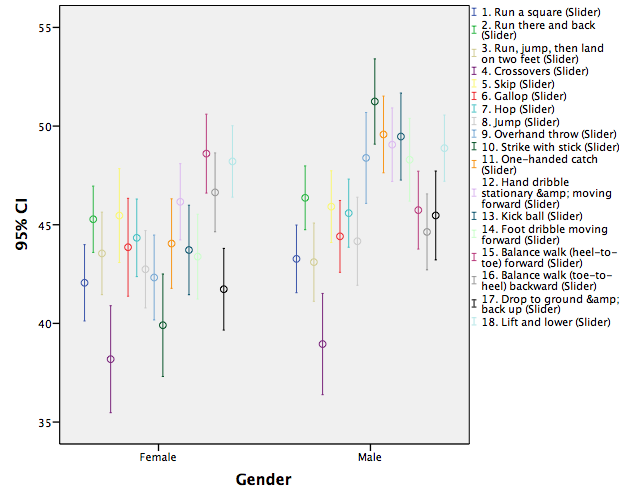 55
50
45
40
35
95% CI
Female
Male
Gender
1. Run a square (Slider)
2. Run there and back
(Slider)
3. Run, jump, then land
on two feet (Slider)
4. Crossovers (Slider)
5. Skip (Slider)
6. Gallop (Slider)
7. Hop (Slider)
8. Jump (Slider)
9. Overhand throw (Slider)
10. Strike with stick (Slider)
11. One-handed catch
(Slider)
12. Hand dribble
stationary &amp; moving
forward (Slider)
13. Kick ball (Slider)
14. Foot dribble moving
forward (Slider)
15. Balance walk (heel-to-
toe) forward (Slider)
16. Balance walk (toe-to-
heel) backward (Slider)
17. Drop to ground &amp;
back up (Slider)
18. Lift and lower (Slider)